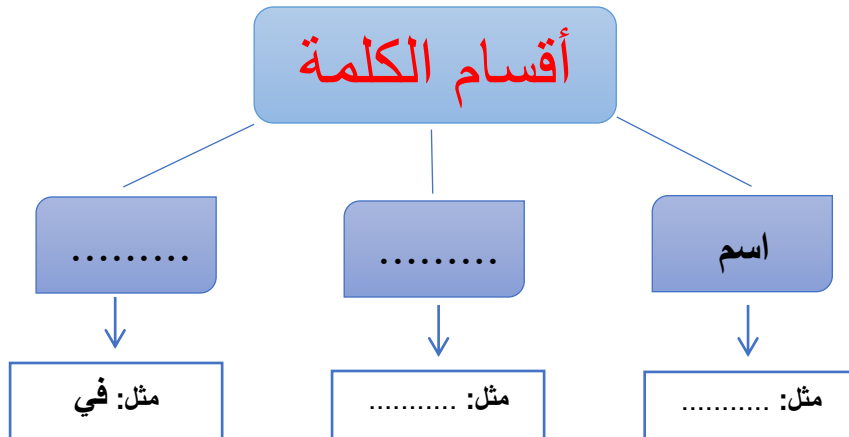 أقسام الكلمة
اسم
.........
.........
مثل: ...........
مثل: ...........
مثل: في